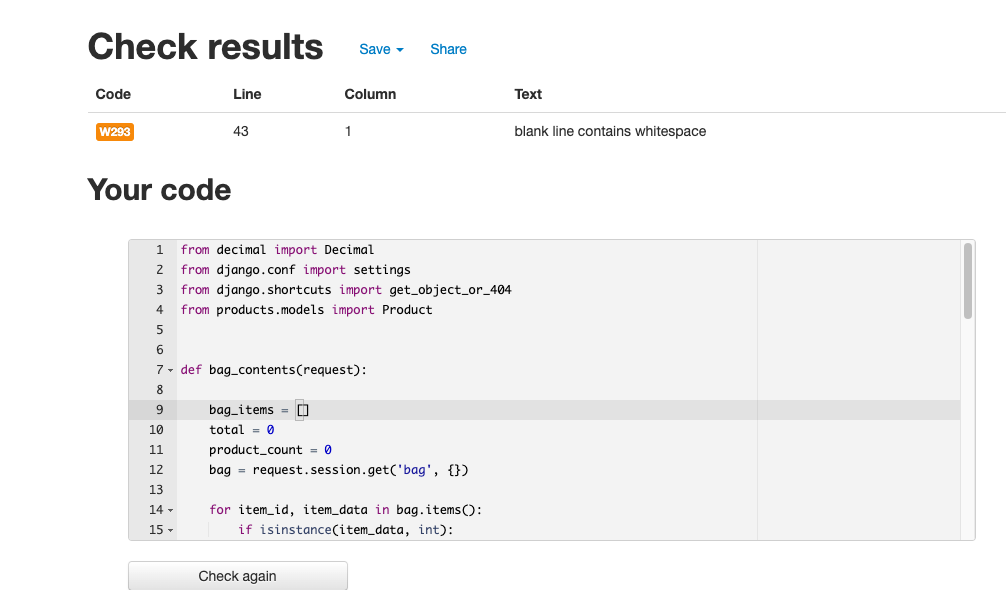 Check results Save Share
Code Line Column Text
W293 43 1 blank line contains whitespace
Your code
1 from decimal import Decimal
2 from django.conf import settings
3 from django.shortcuts import get_object_or_404
4 from products.models import Product
5
6
7 def bag_contents(request):
8
9     bag_items = []
10     total = 0
11     product_count = 0
12     bag = request.session.get('bag', {})
13
14     for item_id, item_data in bag.items():
15         if isinstance(item_data, int):
Check again